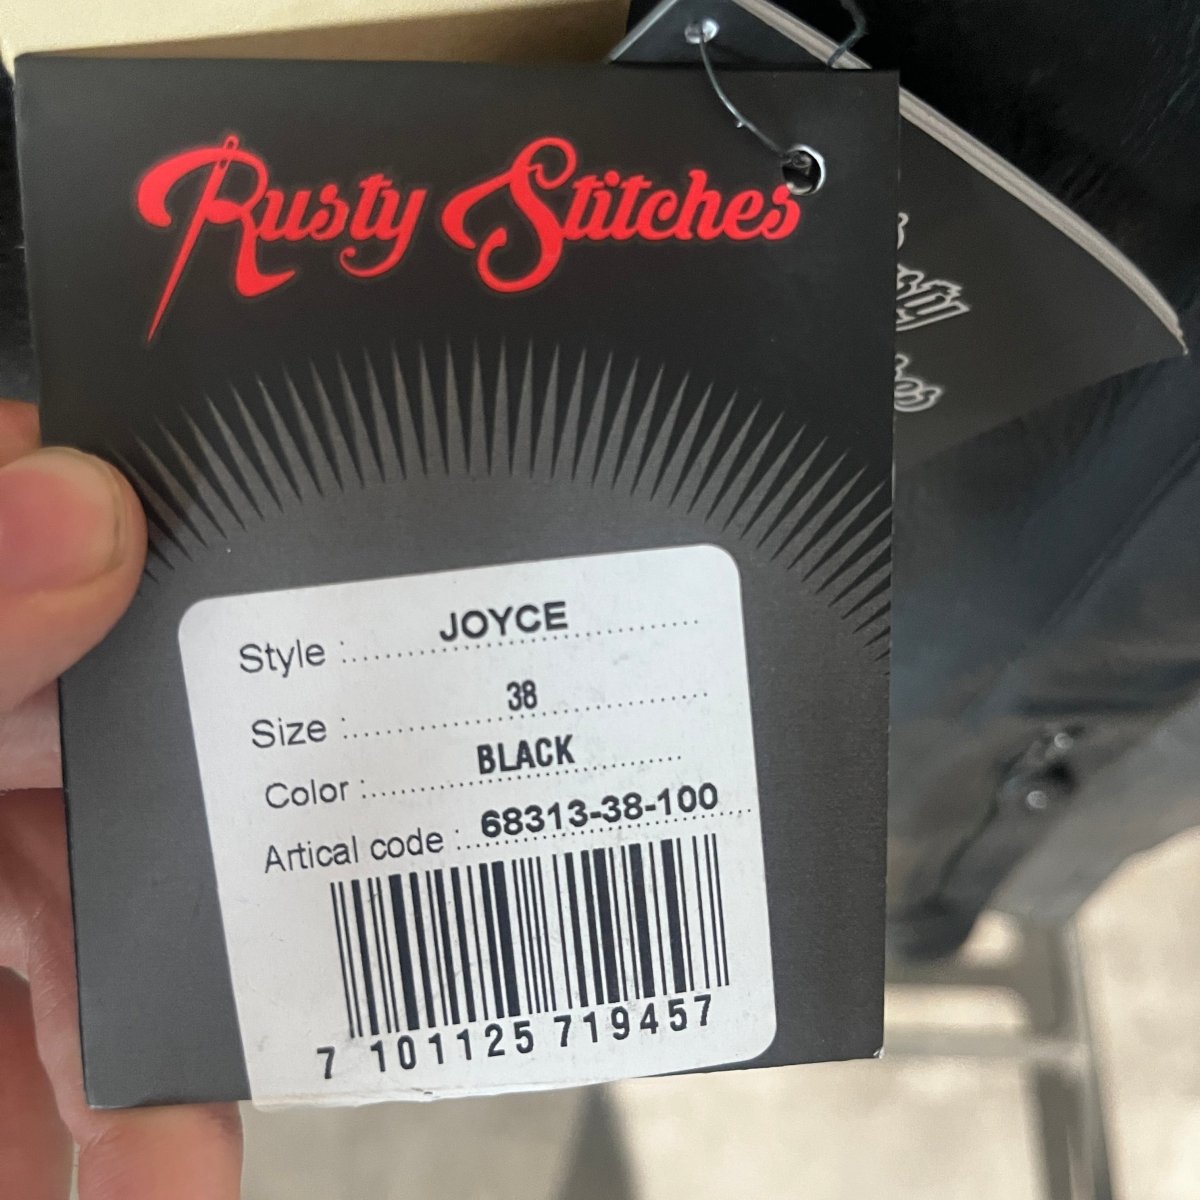 Rusty Stitches
Style : JOYCE
Size : 38
Color : BLACK
Artical code : 68313-38-100
7 101125 719457